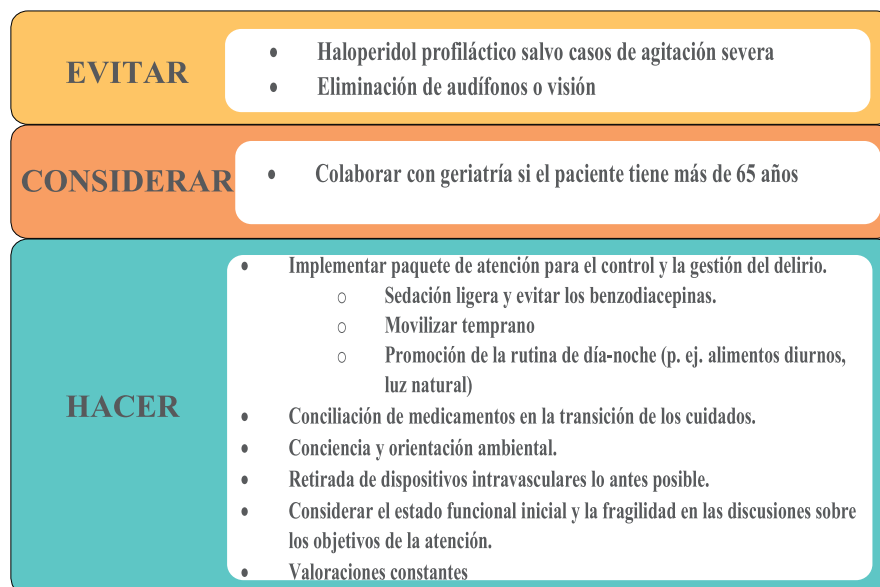 EVITAR
• Haloperidol profiláctico salvo casos de agitación severa
• Eliminación de audífonos o visión
CONSIDERAR
• Colaborar con geriatría si el paciente tiene más de 65 años
HACER
• Implementar paquete de atención para el control y la gestión del delirio.
○ Sedación ligera y evitar los benzodiacepinas.
○ Movilizar temprano
○ Promoción de la rutina de día-noche (p. ej. alimentos diurnos,
luz natural)
• Conciliación de medicamentos en la transición de los cuidados.
• Conciencia y orientación ambiental.
• Retirada de dispositivos intravasculares lo antes posible.
• Considerar el estado funcional inicial y la fragilidad en las discusiones sobre
los objetivos de la atención.
• Valoraciones constantes